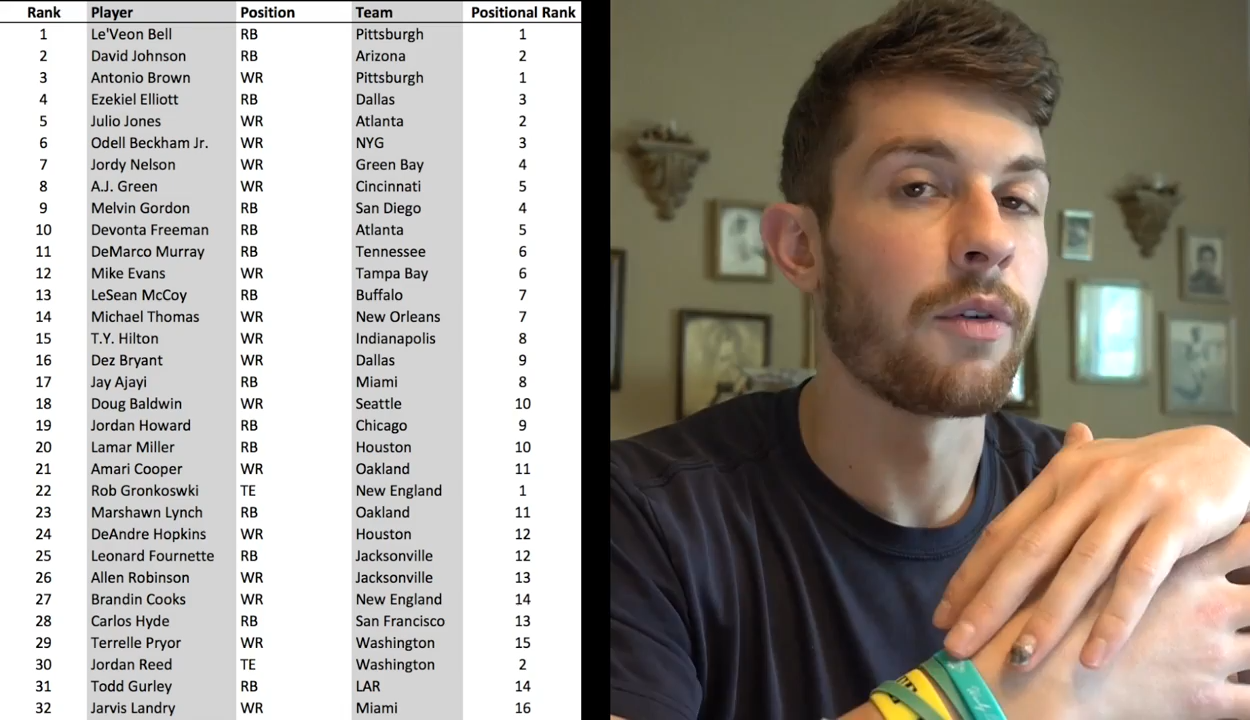 Rank Player Position Team Positional Rank
1 Le'Veon Bell RB Pittsburgh 1
2 David Johnson RB Arizona 2
3 Antonio Brown WR Pittsburgh 1
4 Ezekiel Elliott RB Dallas 3
5 Julio Jones WR Atlanta 2
6 Odell Beckham Jr. WR NYG 3
7 Jordy Nelson WR Green Bay 4
8 A.J. Green WR Cincinnati 5
9 Melvin Gordon RB San Diego 4
10 Devonta Freeman RB Atlanta 5
11 DeMarco Murray RB Tennessee 6
12 Mike Evans WR Tampa Bay 6
13 LeSean McCoy RB Buffalo 7
14 Michael Thomas WR New Orleans 7
15 T.Y. Hilton WR Indianapolis 8
16 Dez Bryant WR Dallas 9
17 Jay Ajayi RB Miami 8
18 Doug Baldwin WR Seattle 10
19 Jordan Howard RB Chicago 9
20 Lamar Miller RB Houston 10
21 Amari Cooper WR Oakland 11
22 Rob Gronkoswki TE New England 1
23 Marshawn Lynch RB Oakland 11
24 DeAndre Hopkins WR Houston 12
25 Leonard Fournette RB Jacksonville 12
26 Allen Robinson WR Jacksonville 13
27 Brandin Cooks WR New England 14
28 Carlos Hyde RB San Francisco 13
29 Terrelle Pryor WR Washington 15
30 Jordan Reed TE Washington 2
31 Todd Gurley RB LAR 14
32 Jarvis Landry WR Miami 16